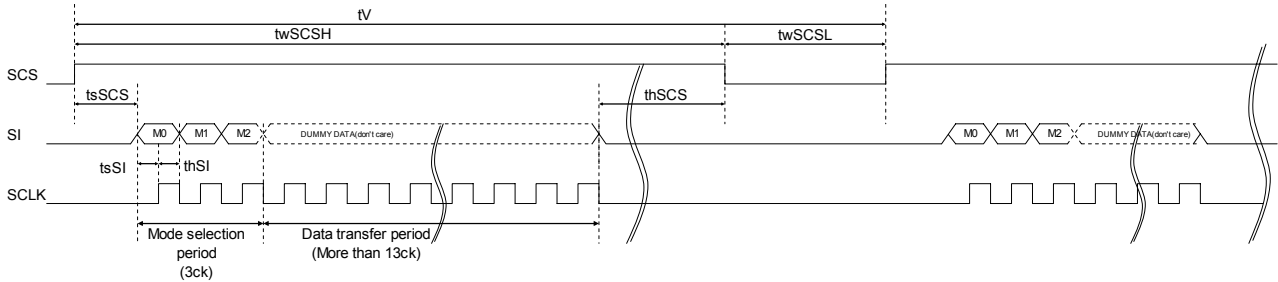 tV
twSCSH
twSCSL
SCS
tsSCS
thSCS
SI
M0
M1
M2
DUMMY DATA(don't care)
M0
M1
M2
DUMMY DATA(don't care)
tsSI
thSI
SCLK
Mode selection
period
(3ck)
Data transfer period
(More than 13ck)